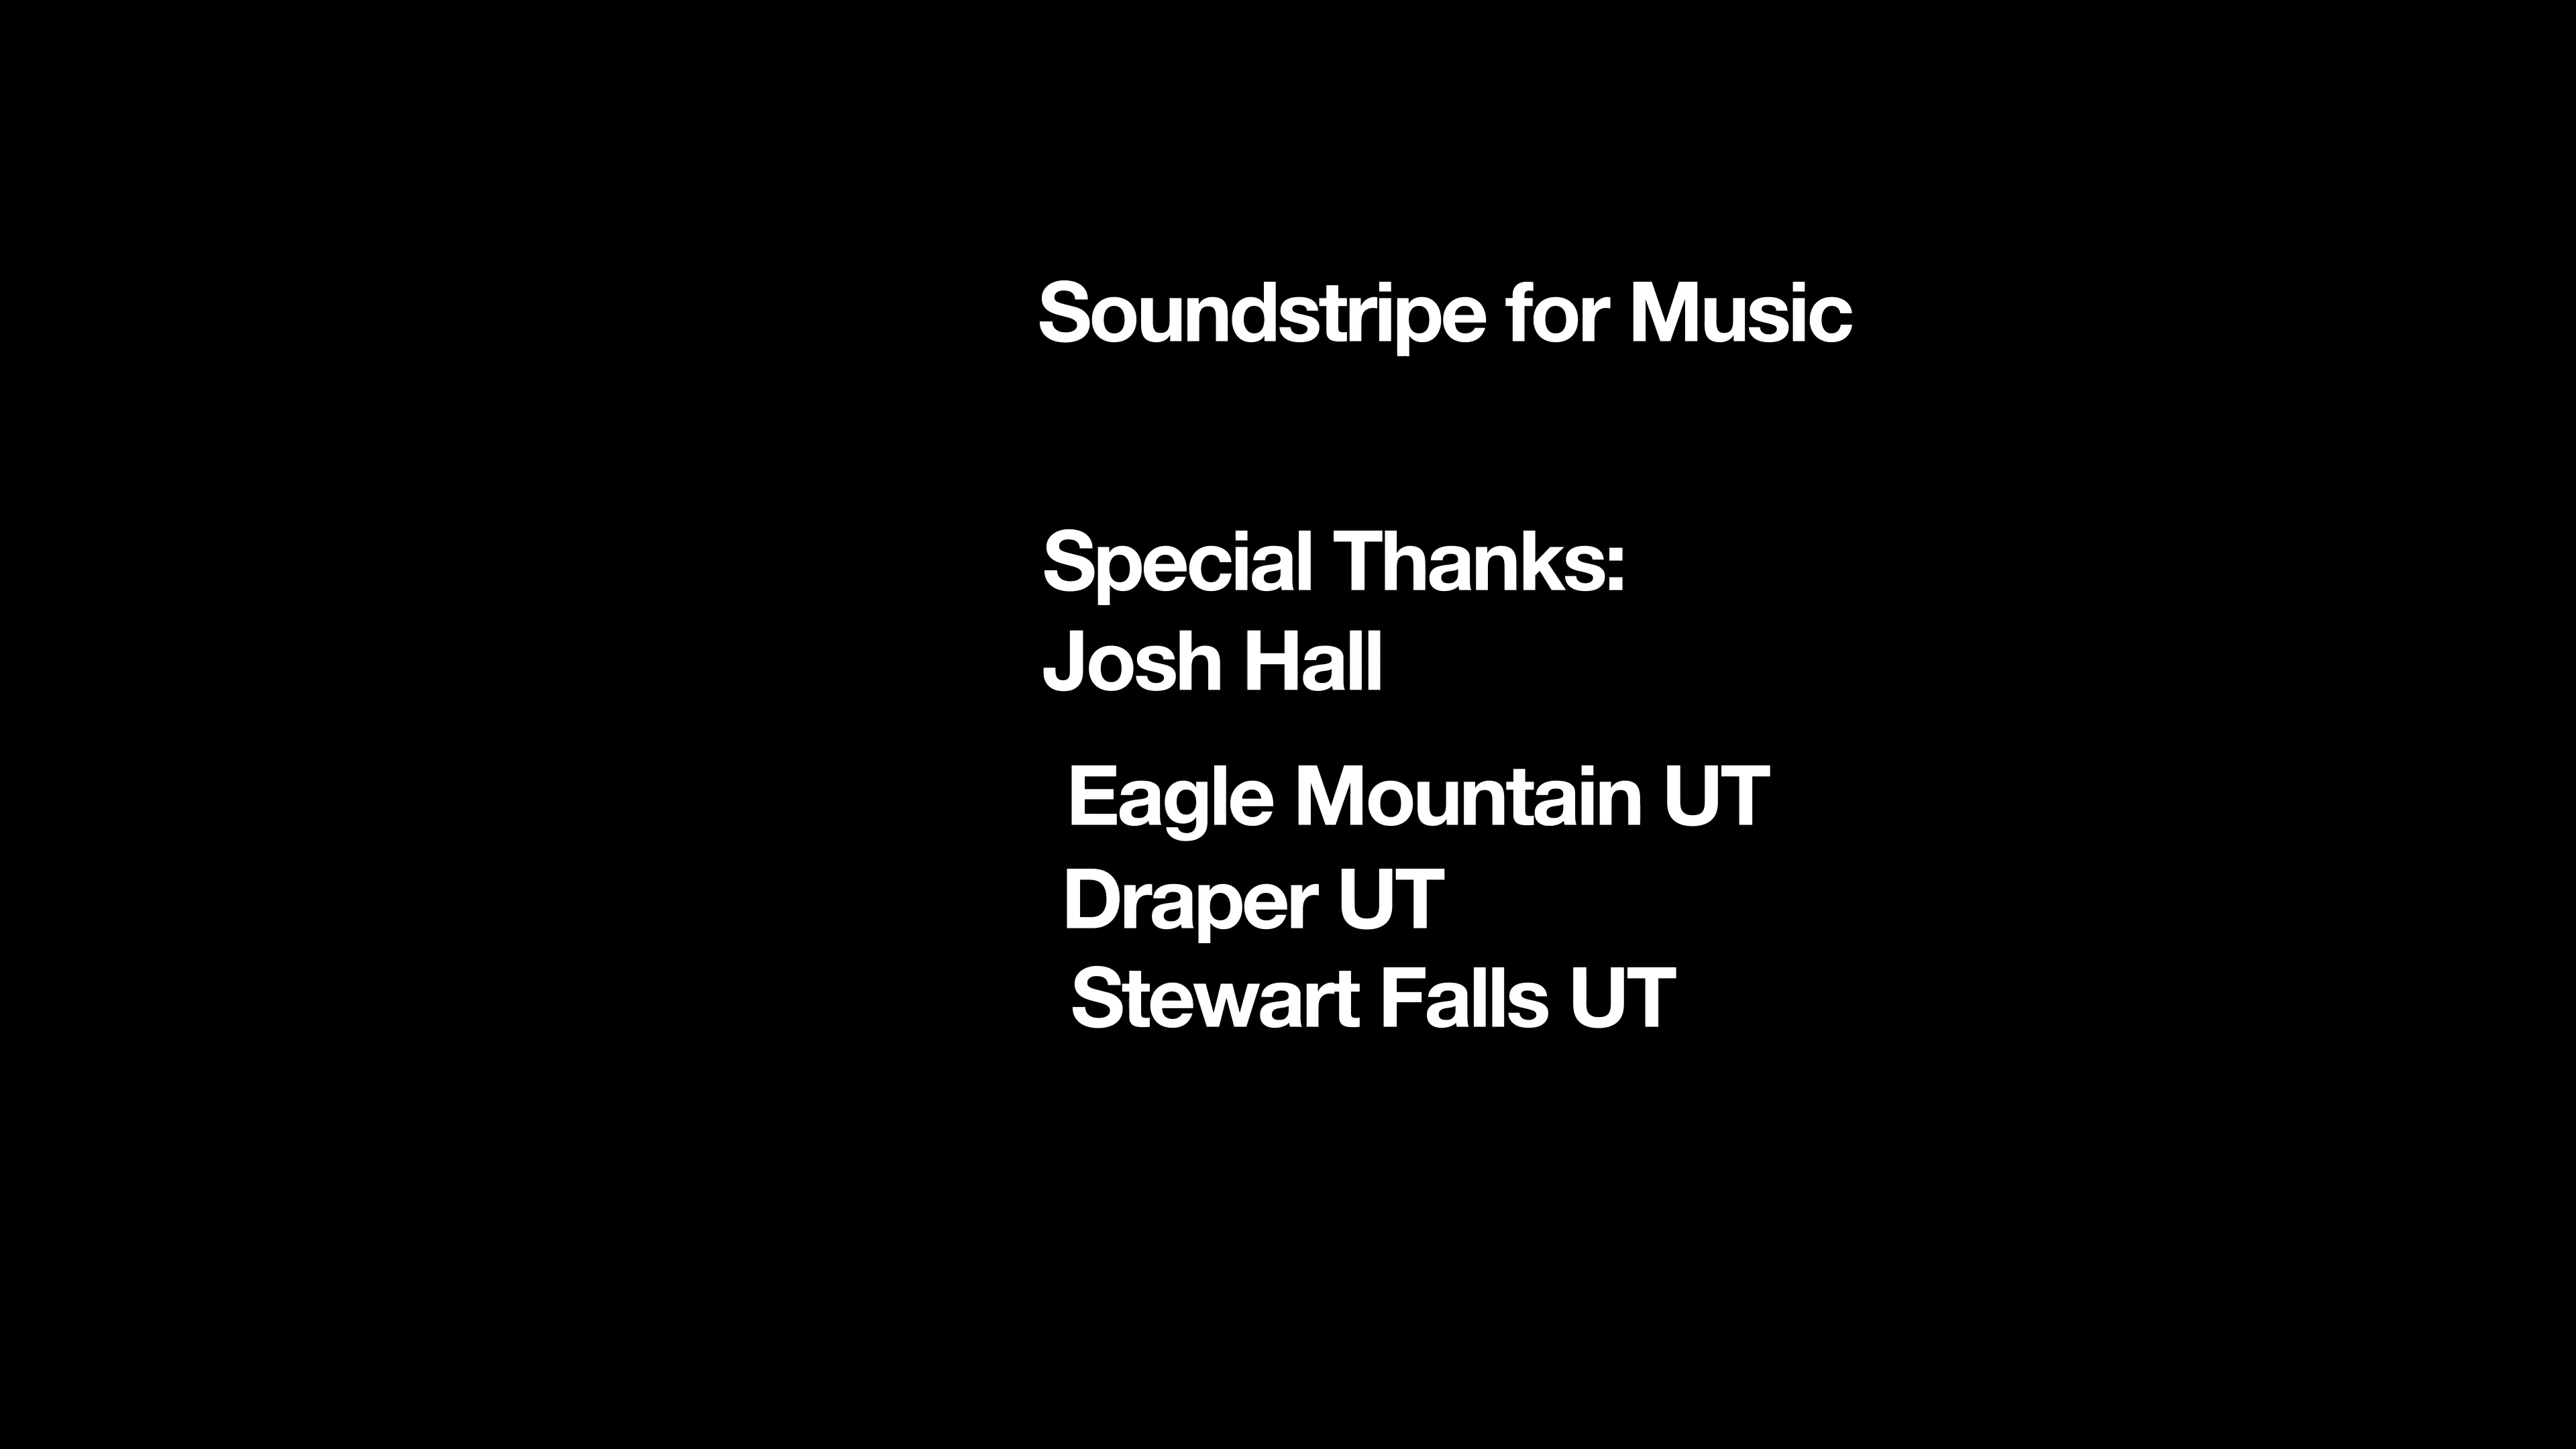 Soundstripe for Music
Special Thanks:
Josh Hall
Eagle Mountain UT
Draper UT
Stewart Falls UT